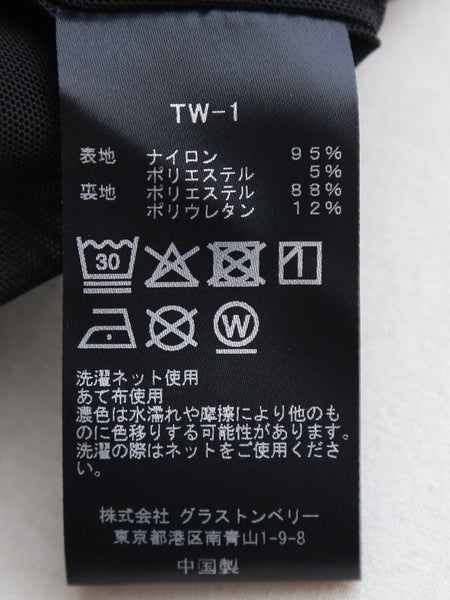 TW-1
表地 ナイロン 95%
ポリエステル 5%
裏地 ポリエステル 88%
ポリウレタン 12%
30
W
洗濯ネット使用
あて布使用
濃色は水濡れや摩擦により他のも
のに色移りする可能性があります。
洗濯の際はネットをご使用くださ
い。
株式会社 グラストンベリー
東京都港区南青山1-9-8
中国製